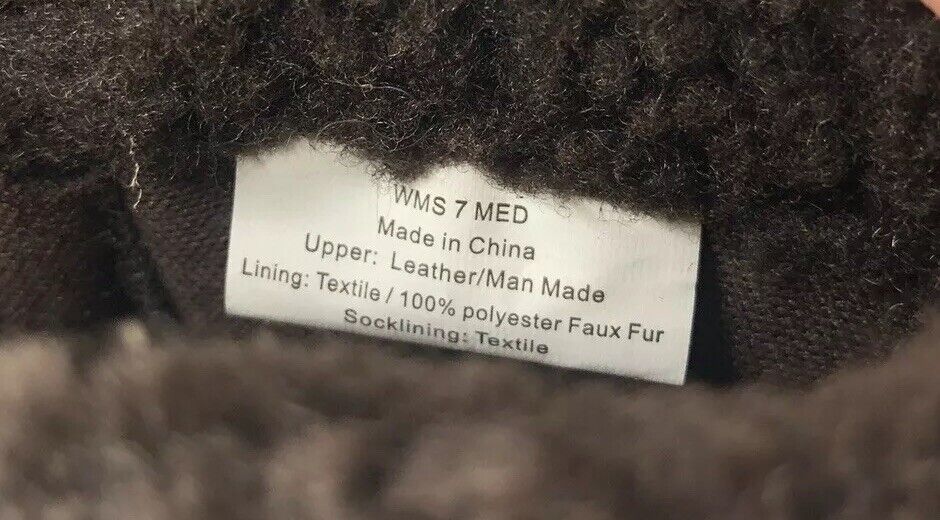 WMS 7 MED
Made in China
Upper: Leather/Man Made
Lining: Textile / 100% polyester Faux Fur
Socklining: Textile